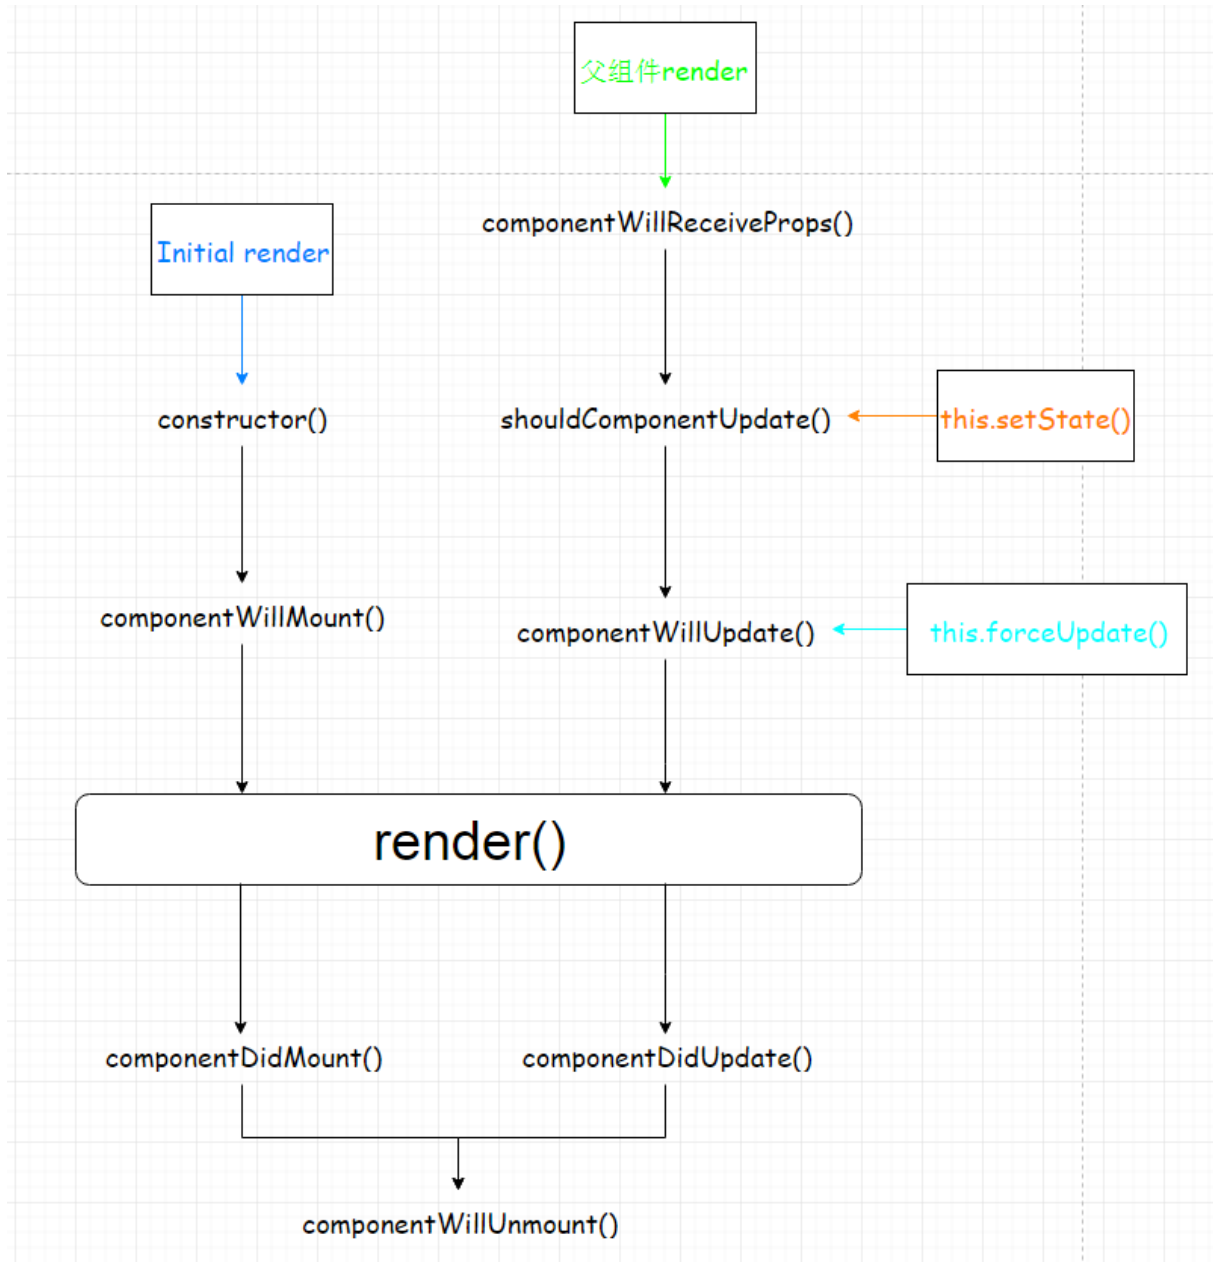 父组件render
componentWillReceiveProps()
Initial render
constructor()
shouldComponentUpdate()
this.setState()
componentWillMount()
componentWillUpdate()
this.forceUpdate()
render()
componentDidMount()
componentDidUpdate()
componentWillUnmount()